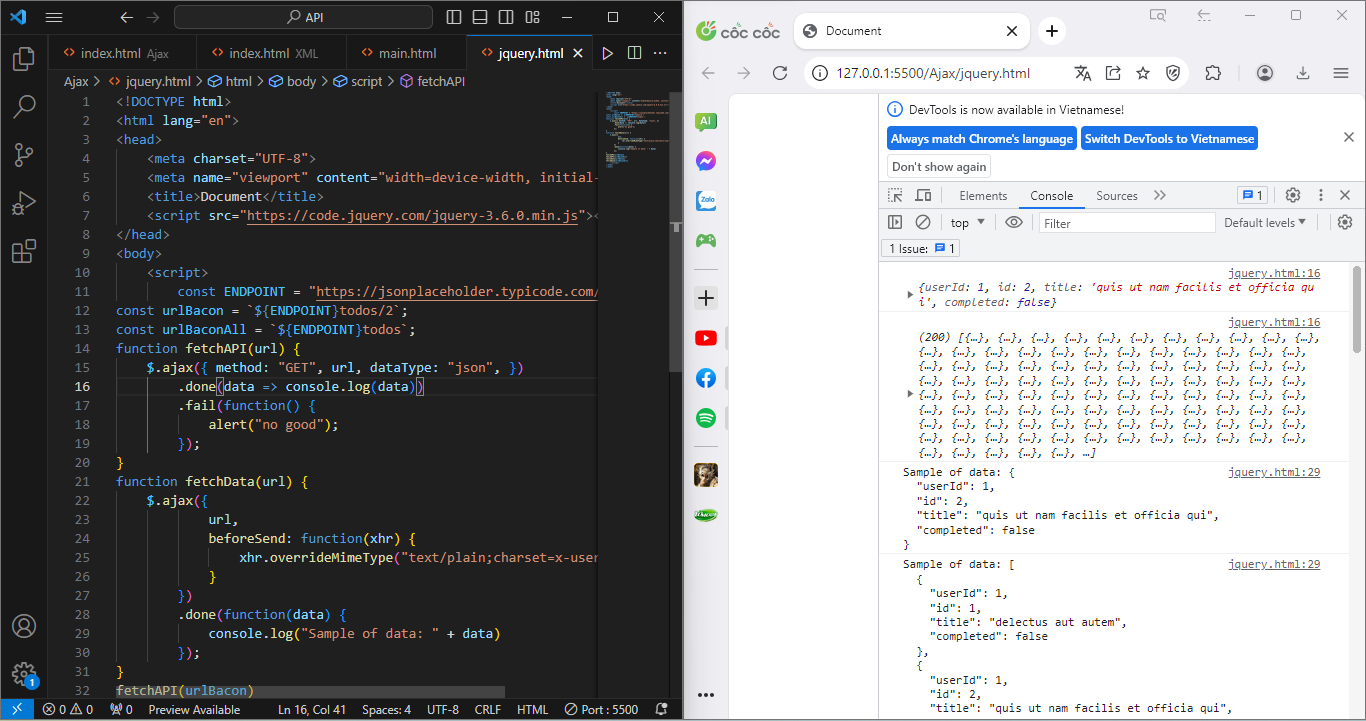 API
index.html Ajax
index.html XML
main.html
jquery.html
Ajax > jquery.html > html > body > script > fetchAPI
1 <!DOCTYPE html>
2 <html lang="en">
3 <head>
4 <meta charset="UTF-8">
5 <meta name="viewport" content="width=device-width, initial-
6 <title>Document</title>
7 <script src="https://code.jquery.com/jquery-3.6.0.min.js"><
8 </head>
9 <body>
10 <script>
11 const ENDPOINT = "https://jsonplaceholder.typicode.com/
12 const urlBacon = `${ENDPOINT}todos/2`;
13 const urlBaconAll = `${ENDPOINT}todos`;
14 function fetchAPI(url) {
15 $.ajax({ method: "GET", url, dataType: "json", })
16 .done(data => console.log(data))
17 .fail(function() {
18 alert("no good");
19 });
20 }
21 function fetchData(url) {
22 $.ajax({
23 url,
24 beforeSend: function(xhr) {
25 xhr.overrideMimeType("text/plain;charset=x-user
26 }
27 })
28 .done(function(data) {
29 console.log("Sample of data: " + data)
30 });
31 }
32 fetchAPI(urlBacon)
1
0 0 0 Preview Available Ln 16, Col 41 Spaces: 4 UTF-8 CRLF HTML Port : 5500
cốc cốc
Document
127.0.0.1:5500/Ajax/jquery.html
AI
Zalo
DevTools is now available in Vietnamese!
Always match Chrome's language
Switch DevTools to Vietnamese
Don't show again
Elements Console Sources 1
top Filter Default levels
1 Issue: 1
jquery.html:16
{userId: 1, id: 2, title: 'quis ut nam facilis et officia qu
i', completed: false}
jquery.html:16
(200) [{…}, {…}, {…}, {…}, {…}, {…}, {…}, {…}, {…}, {…}, {…},
{…}, {…}, {…}, {…}, {…}, {…}, {…}, {…}, {…}, {…}, {…}, {…},
{…}, {…}, {…}, {…}, {…}, {…}, {…}, {…}, {…}, {…}, {…}, {…},
{…}, {…}, {…}, {…}, {…}, {…}, {…}, {…}, {…}, {…}, {…}, {…},
{…}, {…}, {…}, {…}, {…}, {…}, {…}, {…}, {…}, {…}, {…}, {…},
{…}, {…}, {…}, {…}, {…}, {…}, {…}, {…}, {…}, {…}, {…}, {…},
{…}, {…}, {…}, {…}, {…}, {…}, {…}, {…}, {…}, {…}, {…}, {…},
{…}, {…}, {…}, {…}, {…}, {…}, {…}, {…}, {…}, {…}, {…}, {…},
{…}, {…}, {…}, {…}, {…}, …]
Sample of data: {
jquery.html:29
"userId": 1,
"id": 2,
"title": "quis ut nam facilis et officia qui",
"completed": false
}
Sample of data: [
jquery.html:29
{
"userId": 1,
"id": 1,
"title": "delectus aut autem",
"completed": false
},
{
"userId": 1,
"id": 2,
"title": "quis ut nam facilis et officia qui",